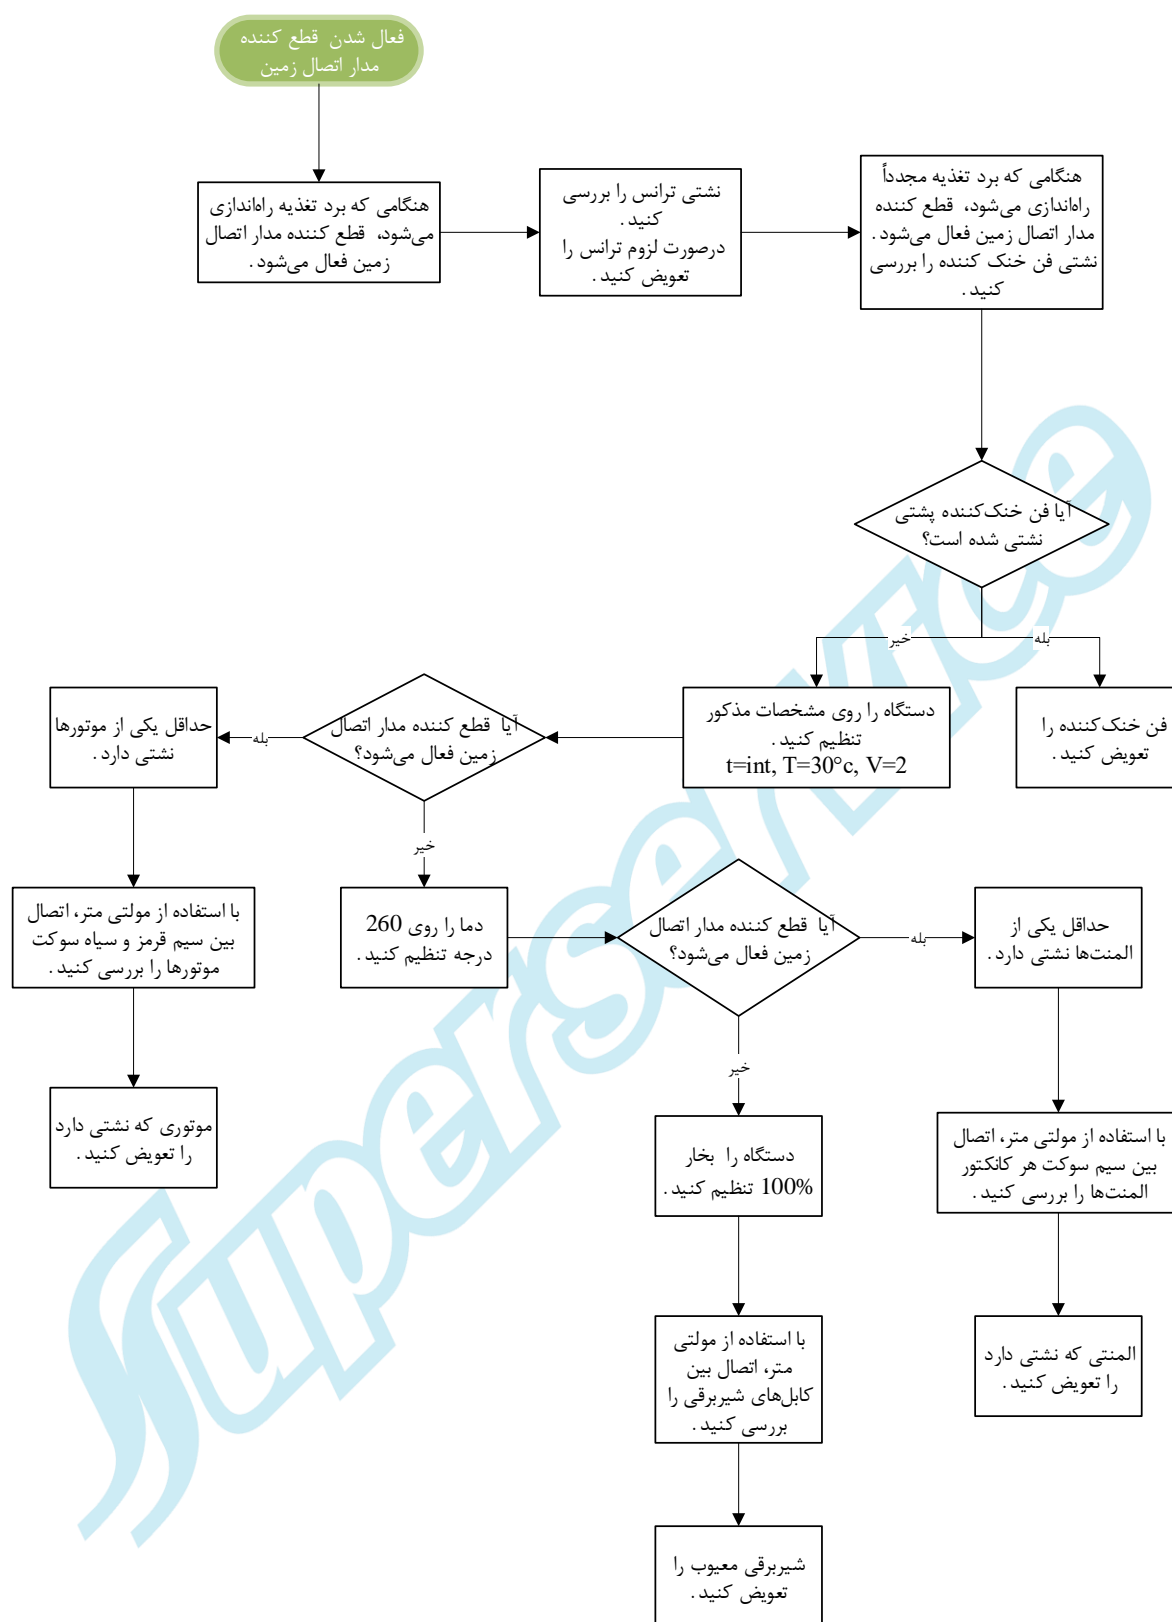 فعال شدن قطع کننده
مدار اتصال زمین
هنگامی که برد تغذیه راه‌اندازی
می‌شود، قطع کننده مدار اتصال
زمین فعال می‌شود.
نشتی ترانس را بررسی
کنید.
درصورت لزوم ترانس را
تعویض کنید.
هنگامی که برد تغذیه مجدداً
راه‌اندازی می‌شود، قطع کننده
مدار اتصال زمین فعال می‌شود.
نشتی فن خنک کننده را بررسی
کنید.
آیا فن خنک‌کننده پشتی
نشتی شده است؟
بله
خیر
فن خنک‌کننده را
تعویض کنید.
دستگاه را روی مشخصات مذکور
تنظیم کنید.
t=int, T=30°c, V=2
آیا قطع کننده مدار اتصال
زمین فعال می‌شود؟
بله
حداقل یکی از موتورها
نشتی دارد.
خیر
با استفاده از مولتی متر، اتصال
بین سیم قرمز و سیاه سوکت
موتورها را بررسی کنید.
موتوری که نشتی دارد
را تعویض کنید.
دما را روی 260
درجه تنظیم کنید.
آیا قطع کننده مدار اتصال
زمین فعال می‌شود؟
بله
حداقل یکی از
المنت‌ها نشتی دارد.
خیر
با استفاده از مولتی متر، اتصال
بین سیم سوکت هر کانکتور
المنت‌ها را بررسی کنید.
المنتی که نشتی دارد
را تعویض کنید.
دستگاه را بخار
100% تنظیم کنید.
با استفاده از مولتی
متر، اتصال بین
کابل‌های شیربرقی را
بررسی کنید.
شیربرقی معیوب را
تعویض کنید.
Superservice